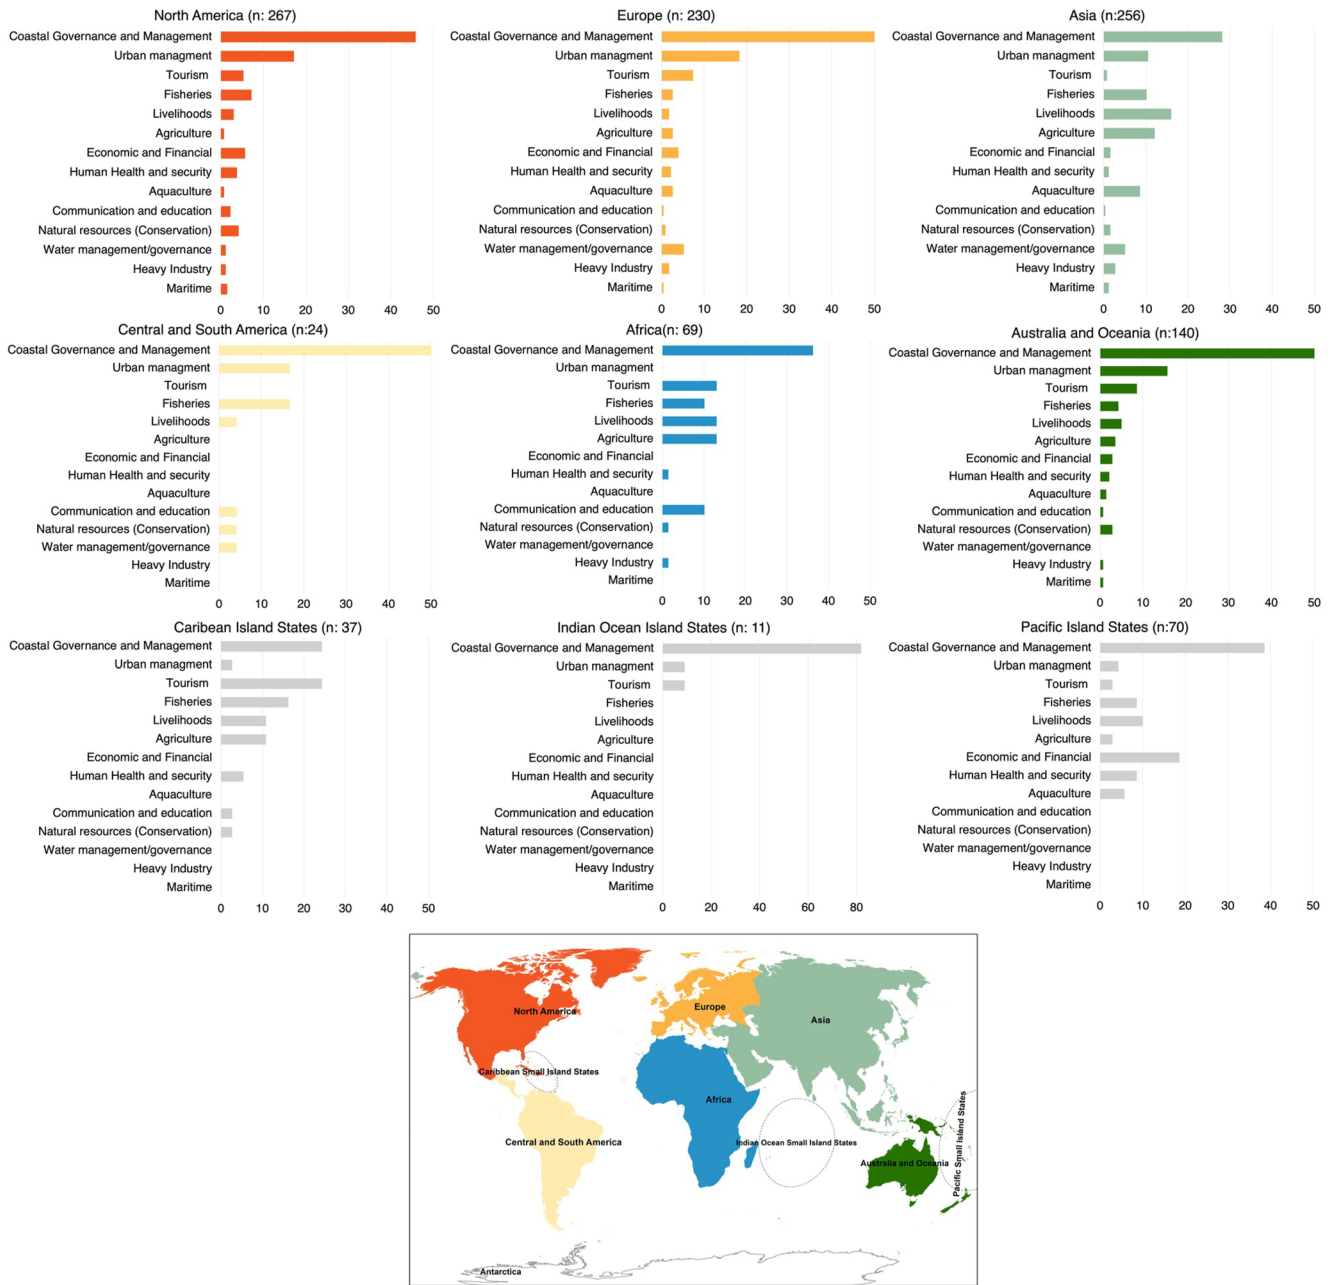 North America (n: 267)
Coastal Governance and Management
Urban managment
Tourism
Fisheries
Livelihoods
Agriculture
Economic and Financial
Human Health and security
Aquaculture
Communication and education
Natural resources (Conservation)
Water management/governance
Heavy Industry
Maritime
0 10 20 30 40 50
Europe (n: 230)
Coastal Governance and Management
Urban managment
Tourism
Fisheries
Livelihoods
Agriculture
Economic and Financial
Human Health and security
Aquaculture
Communication and education
Natural resources (Conservation)
Water management/governance
Heavy Industry
Maritime
0 10 20 30 40 50
Asia (n:256)
Coastal Governance and Management
Urban managment
Tourism
Fisheries
Livelihoods
Agriculture
Economic and Financial
Human Health and security
Aquaculture
Communication and education
Natural resources (Conservation)
Water management/governance
Heavy Industry
Maritime
0 10 20 30 40 50
Central and South America (n:24)
Coastal Governance and Management
Urban managment
Tourism
Fisheries
Livelihoods
Agriculture
Economic and Financial
Human Health and security
Aquaculture
Communication and education
Natural resources (Conservation)
Water management/governance
Heavy Industry
Maritime
0 10 20 30 40 50
Africa(n: 69)
Coastal Governance and Management
Urban managment
Tourism
Fisheries
Livelihoods
Agriculture
Economic and Financial
Human Health and security
Aquaculture
Communication and education
Natural resources (Conservation)
Water management/governance
Heavy Industry
Maritime
0 10 20 30 40 50
Australia and Oceania (n:140)
Coastal Governance and Management
Urban managment
Tourism
Fisheries
Livelihoods
Agriculture
Economic and Financial
Human Health and security
Aquaculture
Communication and education
Natural resources (Conservation)
Water management/governance
Heavy Industry
Maritime
0 10 20 30 40 50
Caribean Island States (n: 37)
Coastal Governance and Management
Urban managment
Tourism
Fisheries
Livelihoods
Agriculture
Economic and Financial
Human Health and security
Aquaculture
Communication and education
Natural resources (Conservation)
Water management/governance
Heavy Industry
Maritime
0 10 20 30 40 50
Indian Ocean Island States (n: 11)
Coastal Governance and Management
Urban managment
Tourism
Fisheries
Livelihoods
Agriculture
Economic and Financial
Human Health and security
Aquaculture
Communication and education
Natural resources (Conservation)
Water management/governance
Heavy Industry
Maritime
0 20 40 60 80
Pacific Island States (n:70)
Coastal Governance and Management
Urban managment
Tourism
Fisheries
Livelihoods
Agriculture
Economic and Financial
Human Health and security
Aquaculture
Communication and education
Natural resources (Conservation)
Water management/governance
Heavy Industry
Maritime
0 10 20 30 40 50
North America
Europe
Asia
Caribbean Small Island States
Africa
Central and South America
Indian Ocean Small Island States
Australia and Oceania
Pacific Small Island States
Antarctica